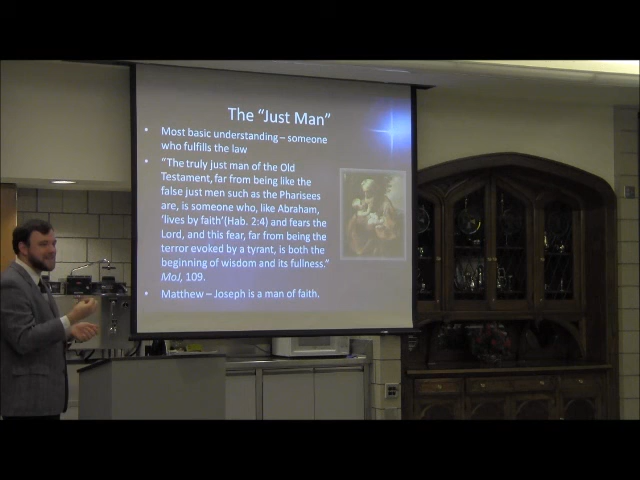 The “Just Man”
• Most basic understanding – someone
who fulfills the law
• “The truly just man of the Old
Testament, far from being like the
false just men such as the Pharisees
are, is someone who, like Abraham,
‘lives by faith’(Hab. 2:4) and fears the
Lord, and this fear, far from being the
terror evoked by a tyrant, is both the
beginning of wisdom and its fullness.”
MoJ, 109.
• Matthew – Joseph is a man of faith.